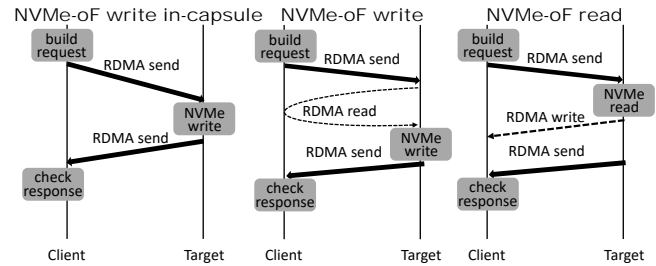 NVMe-oF write in-capsule
build
request
RDMA send
NVMe
write
RDMA send
check
response
Client
Target
NVMe-oF write
build
request
RDMA send
RDMA read
NVMe
write
RDMA send
check
response
Client
Target
NVMe-oF read
build
request
RDMA send
NVMe
read
RDMA write
RDMA send
check
response
Client
Target